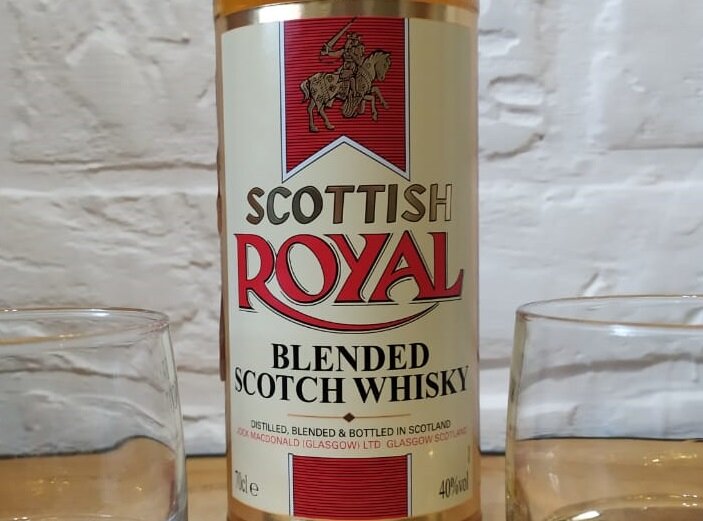 SCOTTISH
ROYAL
BLENDED
SCOTCH WHISKY
DISTILLED, BLENDED & BOTTLED IN SCOTLAND
JOCK MACDONALD (GLASGOW) LTD GLASGOW SCOTLAND
70cl e
40%vol